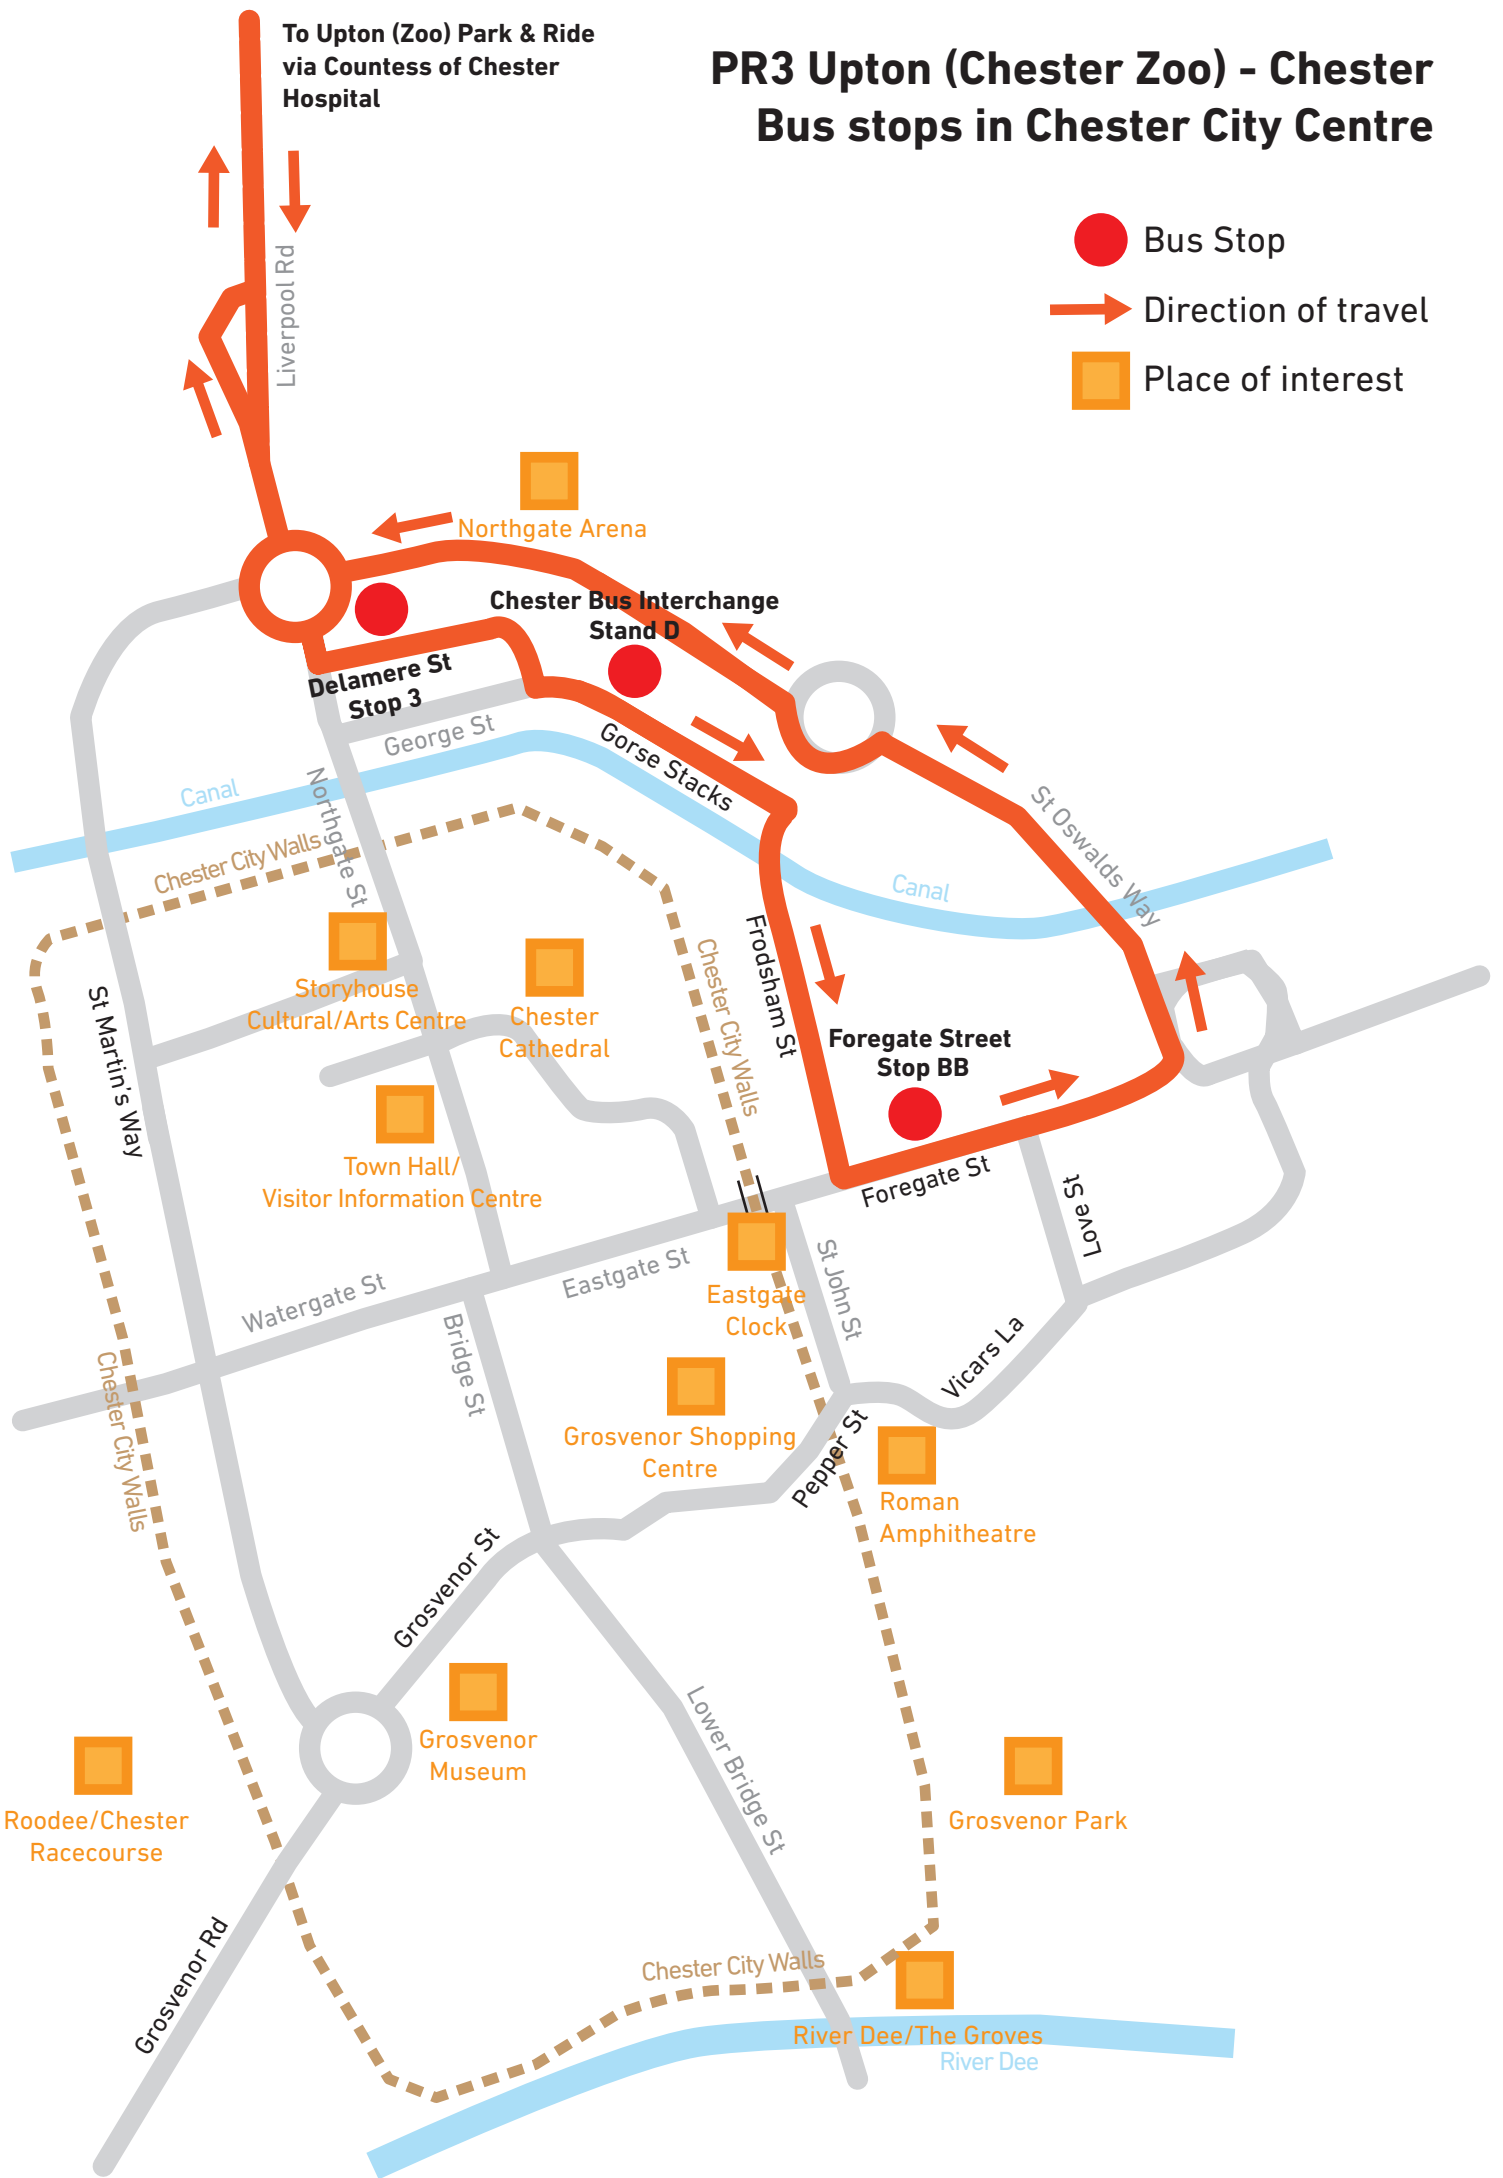 To Upton (Zoo) Park & Ride
via Countess of Chester
Hospital
PR3 Upton (Chester Zoo) - Chester
Bus stops in Chester City Centre
Bus Stop
Direction of travel
Place of interest
Liverpool Rd
Northgate Arena
Chester Bus Interchange
Stand D
Delamere St
Stop 3
George St
Gorse Stacks
Canal
Northgate St
Chester City Walls
St Oswalds Way
Canal
Frodsham St
Chester City Walls
Storyhouse
Cultural/Arts Centre
Chester
Cathedral
St Martin's Way
Foregate Street
Stop BB
Town Hall/
Visitor Information Centre
Foregate St
Love St
Eastgate St
Watergate St
Eastgate
Clock
St John St
Bridge St
Chester City Walls
Vicars La
Grosvenor Shopping
Centre
Pepper St
Roman
Amphitheatre
Grosvenor St
Grosvenor
Museum
Lower Bridge St
Roodee/Chester
Racecourse
Grosvenor Park
Grosvenor Rd
Chester City Walls
River Dee/The Groves
River Dee